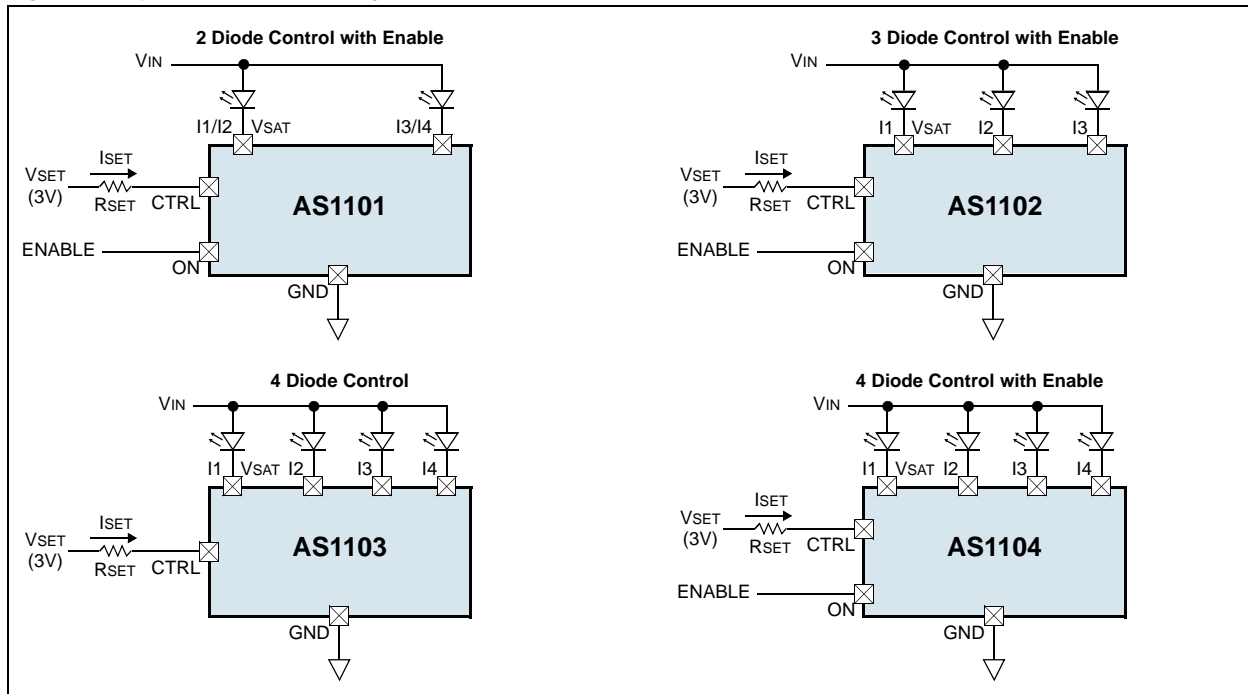 2 Diode Control with Enable
VIN
I1/I2 VSAT I3/I4
ISET
VSET
(3V)
RSET CTRL
AS1101
ENABLE
ON
GND
3 Diode Control with Enable
VIN
I1 VSAT I2 I3
ISET
VSET
(3V)
RSET CTRL
AS1102
ENABLE
ON
GND
4 Diode Control
VIN
I1 VSAT I2 I3 I4
ISET
VSET
(3V)
RSET CTRL
AS1103
GND
4 Diode Control with Enable
VIN
I1 VSAT I2 I3 I4
ISET
VSET
(3V)
RSET CTRL
AS1104
ENABLE
ON
GND